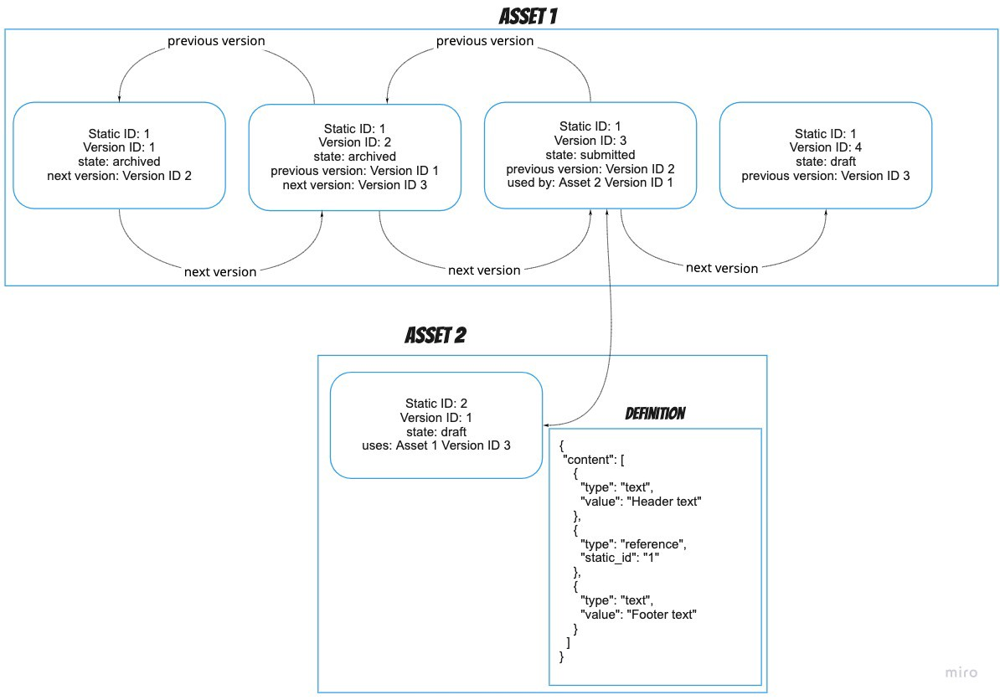 ASSET 1
previous version
previous version
Static ID: 1
Version ID: 1
state: archived
next version: Version ID 2
Static ID: 1
Version ID: 2
state: archived
previous version: Version ID 1
next version: Version ID 3
Static ID: 1
Version ID: 3
state: submitted
previous version: Version ID 2
used by: Asset 2 Version ID 1
Static ID: 1
Version ID: 4
state: draft
previous version: Version ID 3
next version
next version
next version
ASSET 2
Static ID: 2
Version ID: 1
state: draft
uses: Asset 1 Version ID 3
DEFINITION
{
"content": [
{
"type": "text",
"value": "Header text"
},
{
"type": "reference",
"static_id": "1"
},
{
"type": "text",
"value": "Footer text"
}
]
}
miro